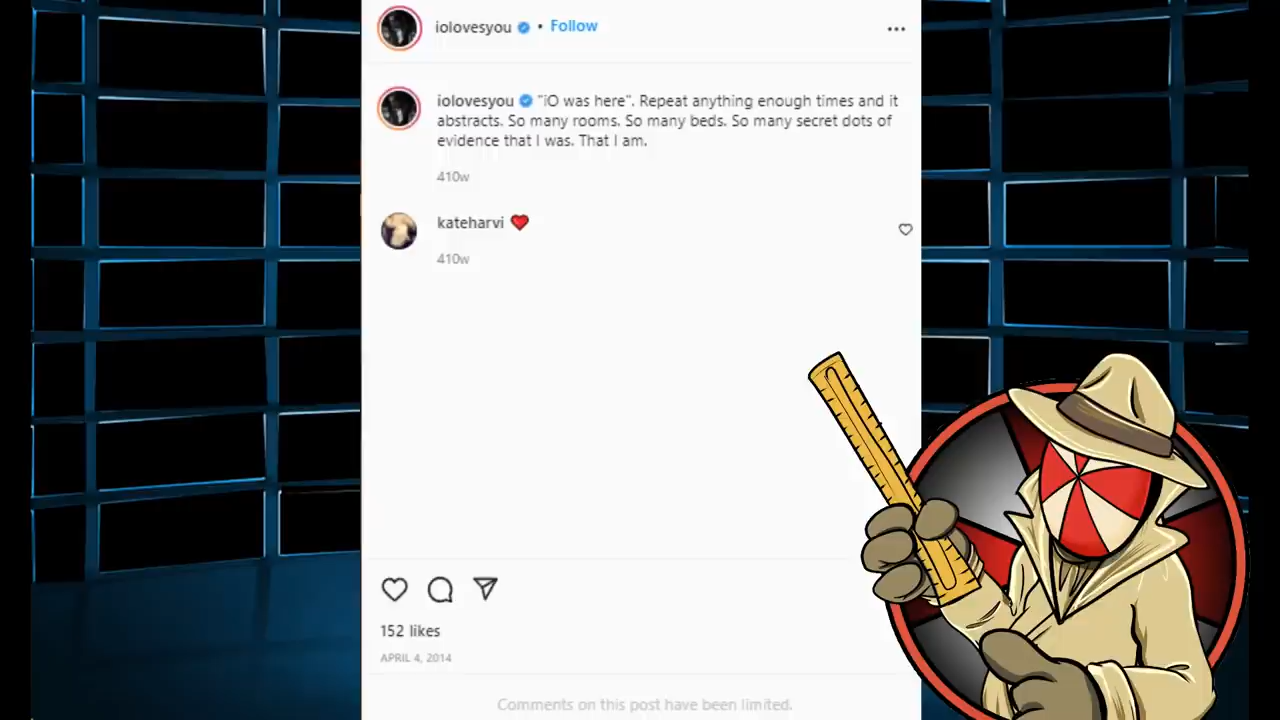 iolovesyou • Follow
iolovesyou "iO was here". Repeat anything enough times and it
abstracts. So many rooms. So many beds. So many secret dots of
evidence that I was. That I am.
410w
kateharvi ❤️
410w
152 likes
APRIL 4, 2014
Comments on this post have been limited.